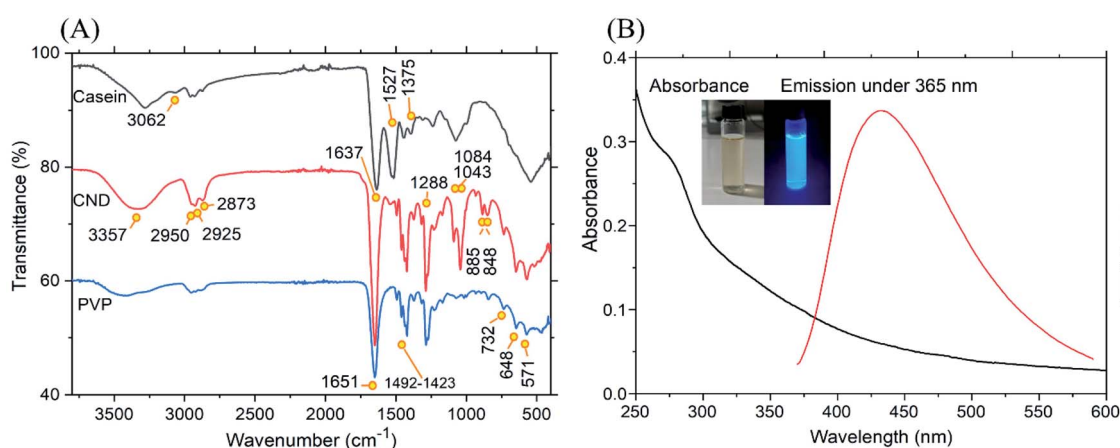 (A)
Transmittance (%)
100
80
60
40
Casein
3062
1527
1375
1637
1084
1043
1288
CND
3357
2950
2925
2873
885
848
PVP
732
648
571
1651
1492-1423
3500 3000 2500 2000 1500 1000 500
Wavenumber (cm-1)
(B)
Absorbance
0.4
0.3
0.2
0.1
0.0
Absorbance Emission under 365 nm
250 300 350 400 450 500 550 600
Wavelength (nm)